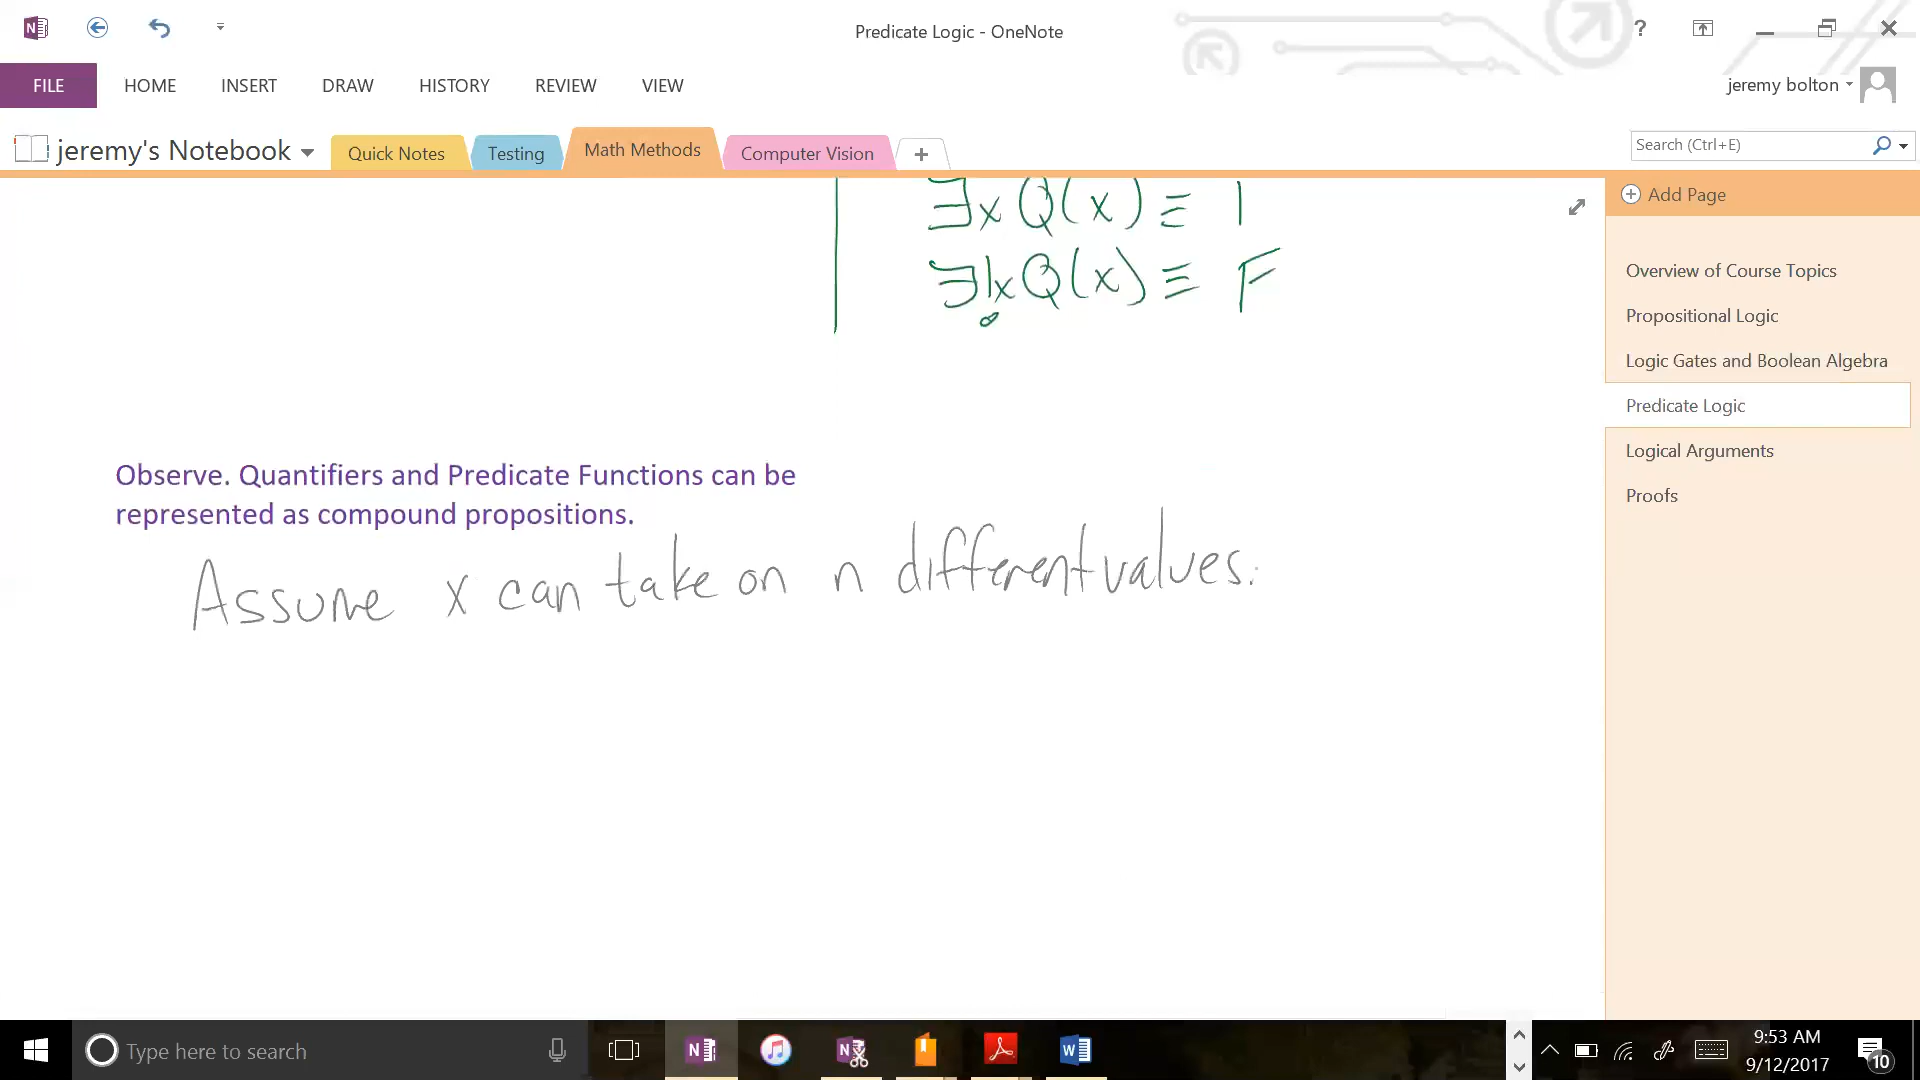 Predicate Logic - OneNote
?
FILE HOME INSERT DRAW HISTORY REVIEW VIEW
jeremy bolton
jeremy's Notebook Quick Notes Testing Math Methods Computer Vision +
Search (Ctrl+E)
Add Page
Overview of Course Topics
Propositional Logic
Logic Gates and Boolean Algebra
Predicate Logic
Logical Arguments
Proofs
∃x Q(x) ≡
∃!x Q(x) ≡ F
Observe. Quantifiers and Predicate Functions can be
represented as compound propositions.
Assume x can take on n different values.
Type here to search
9:53 AM
9/12/2017
10